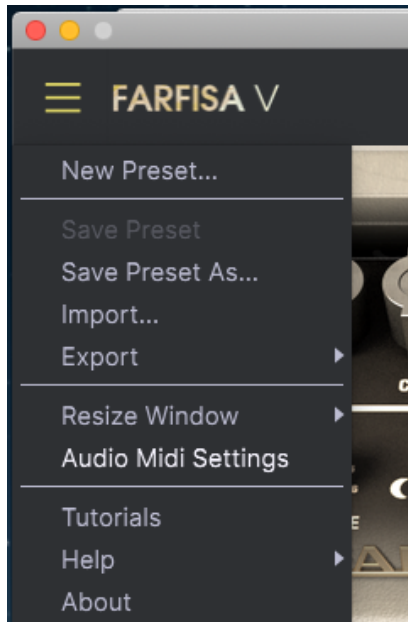 FARFISA V
New Preset...
Save Preset
Save Preset As...
Import...
Export
Resize Window
Audio Midi Settings
Tutorials
Help
About